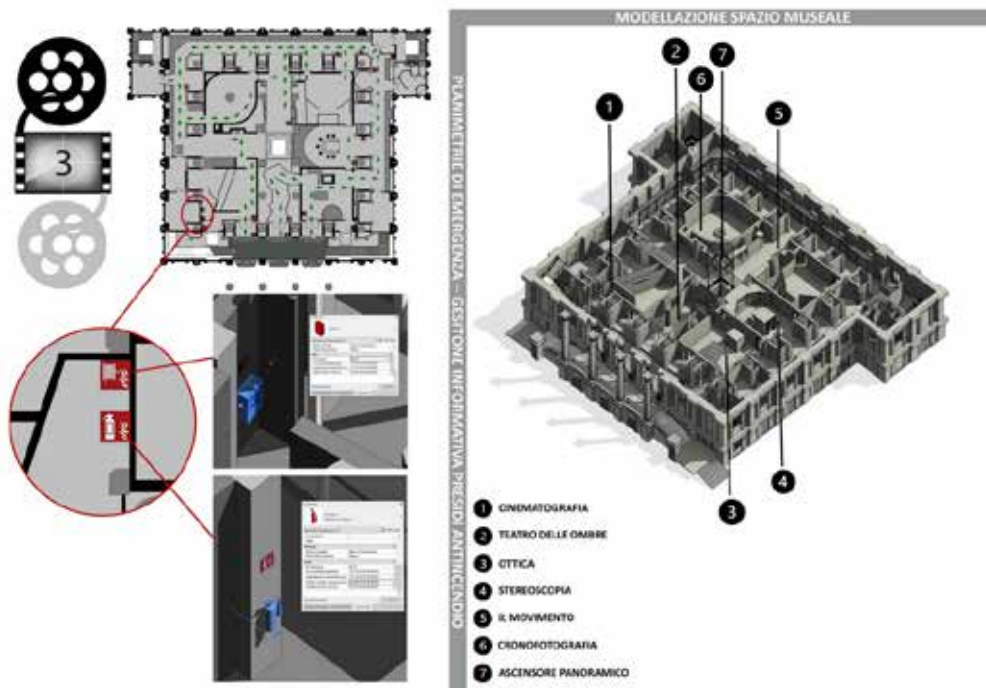 3
MODELLAZIONE SPAZIO MUSEALE
PLANIMETRIE DI EMERGENZA – GESTIONE INFORMATIVA PRESIDI ANTINCENDIO
2
6
7
1
5
4
3
1 CINEMATOGRAFIA
2 TEATRO DELLE OMBRE
3 OTTICA
4 STEREOSCOPIA
5 IL MOVIMENTO
6 CRONOFOTOGRAFIA
7 ASCENSORE PANORAMICO